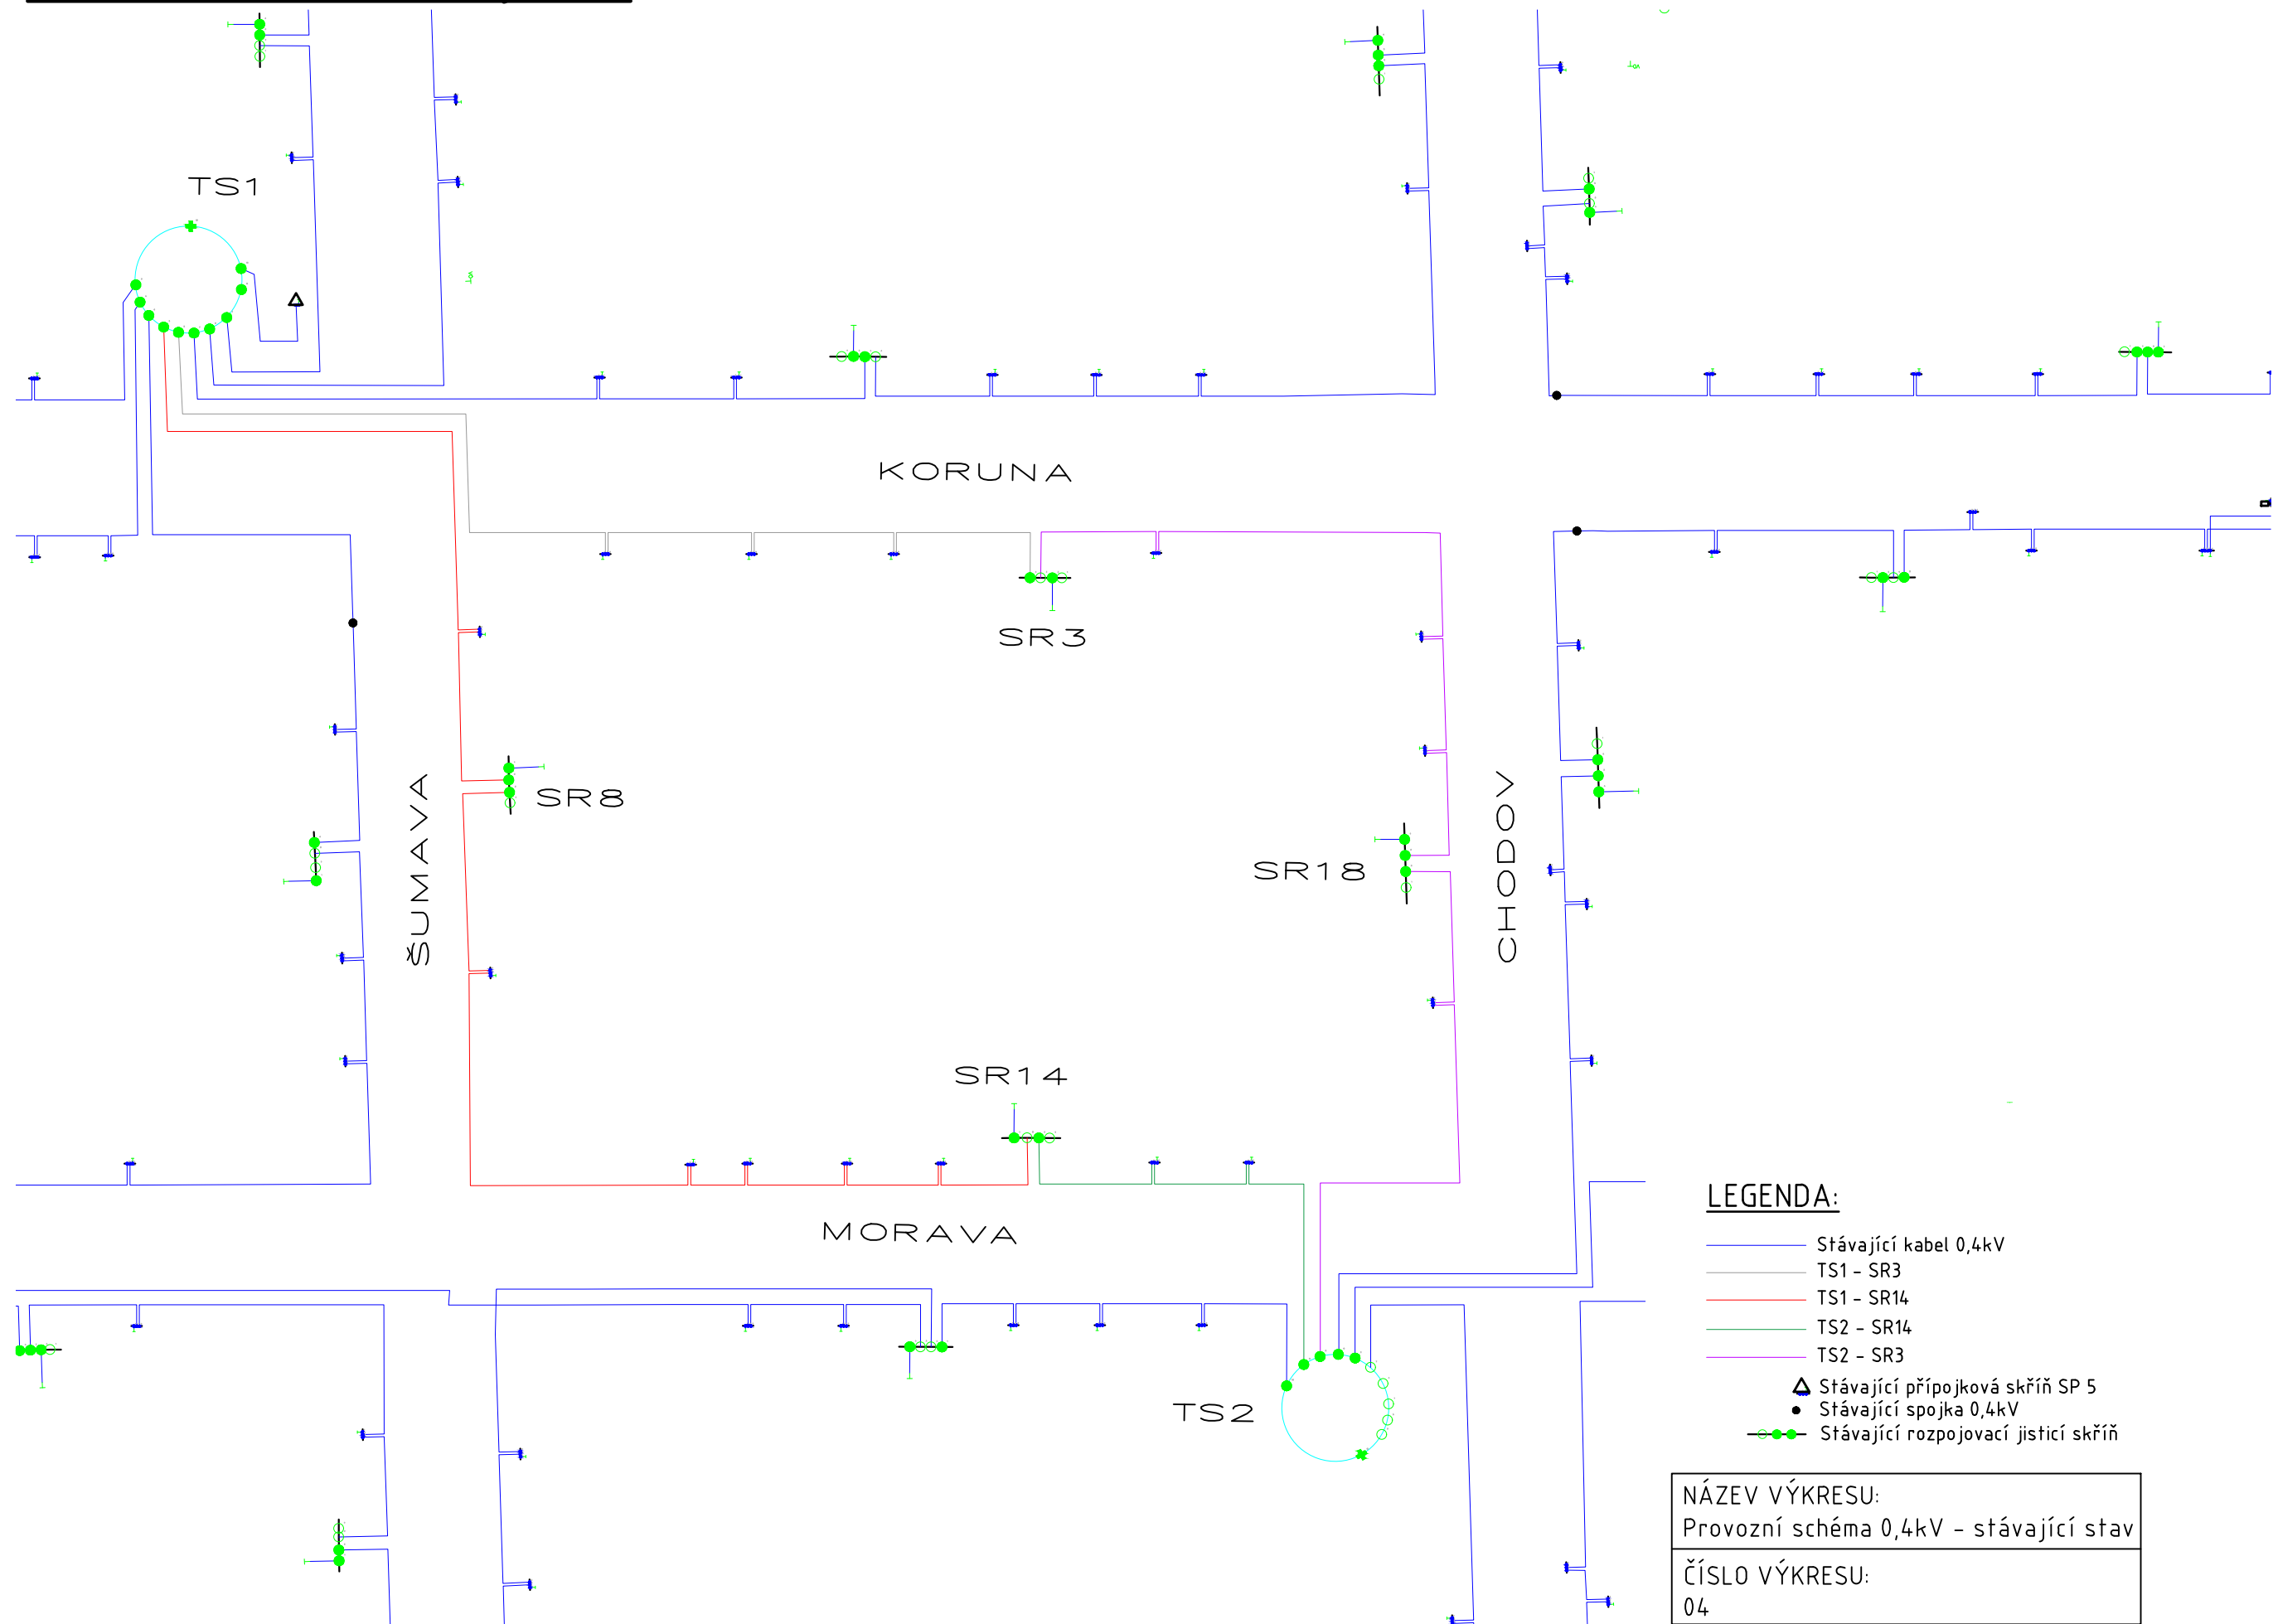 TS1
KORUNA
SR3
SR8
ŠUMAVA
CHODOV
SR18
SR14
MORAVA
TS2
LEGENDA:
Stávající kabel 0,4kV
TS1 - SR3
TS1 - SR14
TS2 - SR14
TS2 - SR3
Stávající přípojková skříň SP 5
Stávající spojka 0,4kV
Stávající rozpojovací jisticí skříň
NÁZEV VÝKRESU:
Provozní schéma 0,4kV - stávající stav
ČÍSLO VÝKRESU:
04